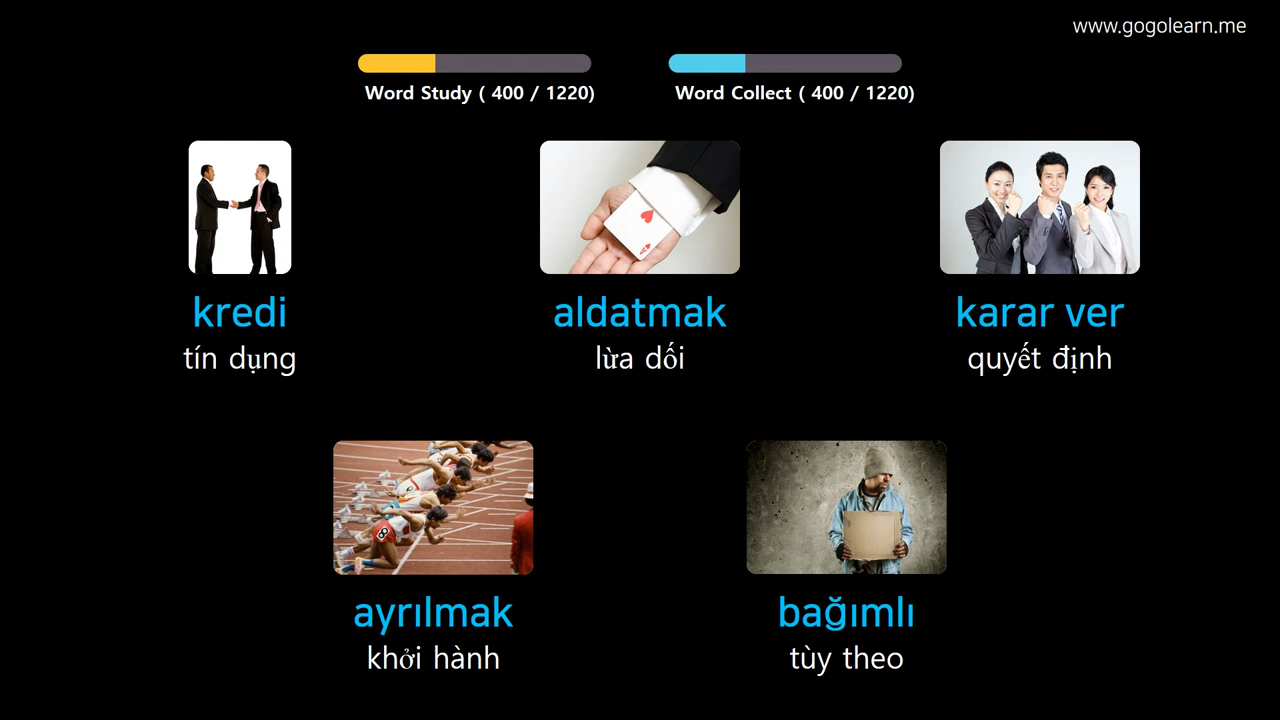 www.gogolearn.me
Word Study ( 400 / 1220)
Word Collect ( 400 / 1220)
kredi
tín dụng
aldatmak
lừa dối
karar ver
quyết định
ayrılmak
khởi hành
bağımlı
tùy theo